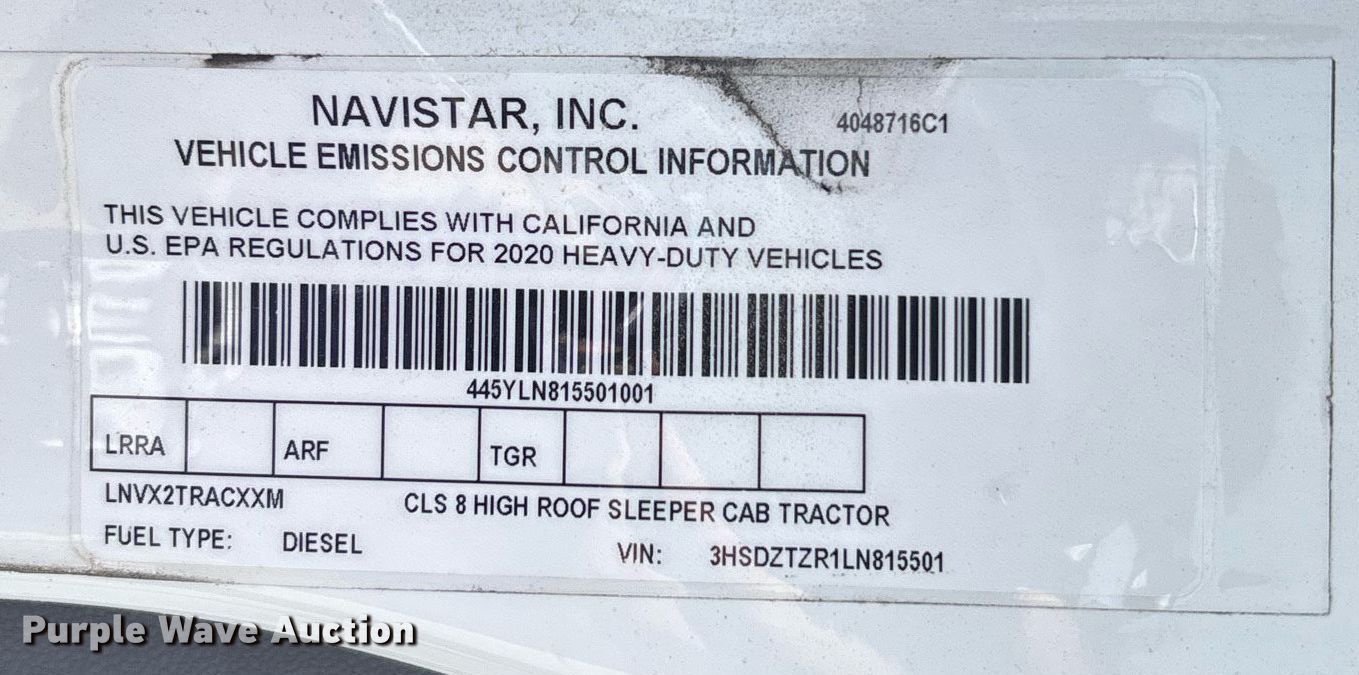 NAVISTAR, INC.
4048716C1
VEHICLE EMISSIONS CONTROL INFORMATION
THIS VEHICLE COMPLIES WITH CALIFORNIA AND
U.S. EPA REGULATIONS FOR 2020 HEAVY-DUTY VEHICLES
445YLN815501001
LRRA ARF TGR
LNVX2TRACXXM CLS 8 HIGH ROOF SLEEPER CAB TRACTOR
FUEL TYPE: DIESEL VIN: 3HSDZTZR1LN815501
Purple Wave Auction